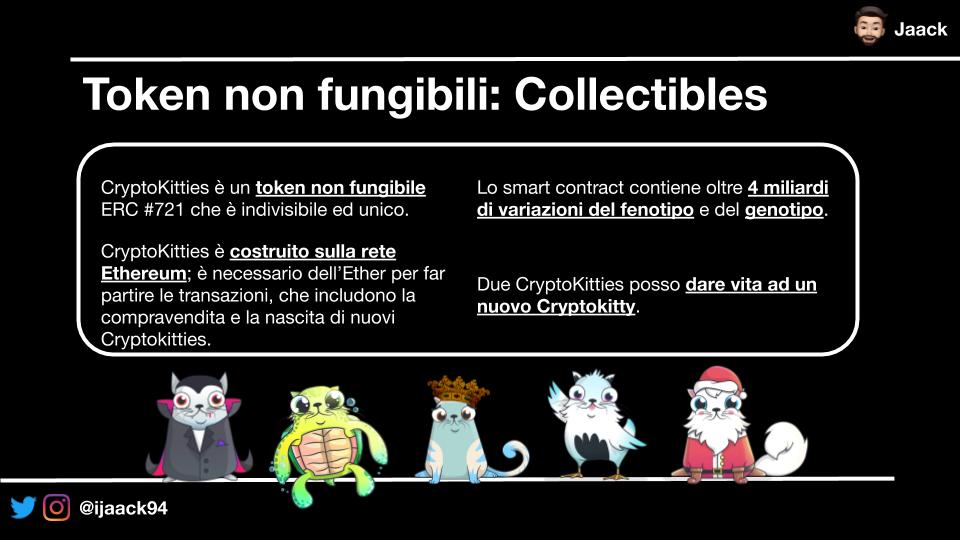 Jaack
Token non fungibili: Collectibles
CryptoKitties è un token non fungibile
ERC #721 che è indivisibile ed unico.
CryptoKitties è costruito sulla rete
Ethereum; è necessario dell’Ether per far
partire le transazioni, che includono la
compravendita e la nascita di nuovi
Cryptokitties.
Lo smart contract contiene oltre 4 miliardi
di variazioni del fenotipo e del genotipo.
Due CryptoKitties posso dare vita ad un
nuovo Cryptokitty.
@ijaack94